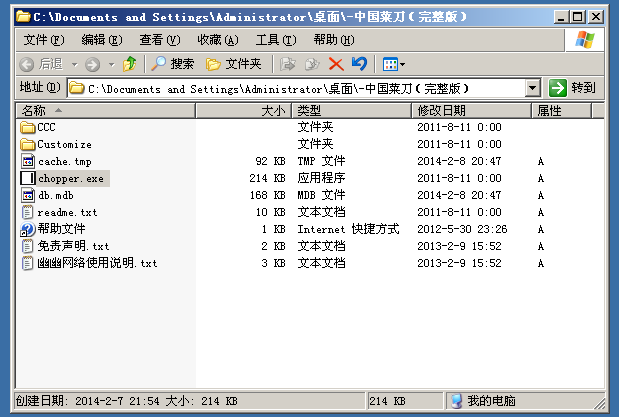 C:\Documents and Settings\Administrator\桌面\-中国菜刀(完整版)
文件(F) 编辑(E) 查看(V) 收藏(A) 工具(T) 帮助(H)
后退 搜索 文件夹
地址(D) C:\Documents and Settings\Administrator\桌面\-中国菜刀(完整版) 转到
名称 大小 类型 修改日期 属性
CCC 文件夹 2011-8-11 0:00
Customize 文件夹 2011-8-11 0:00
cache.tmp 92 KB TMP 文件 2014-2-8 20:47 A
chopper.exe 214 KB 应用程序 2011-8-11 0:00 A
db.mdb 168 KB MDB 文件 2014-2-8 20:47 A
readme.txt 10 KB 文本文档 2011-8-11 0:00 A
帮助文件 1 KB Internet 快捷方式 2012-5-30 23:26 A
免责声明.txt 2 KB 文本文档 2013-2-9 15:52 A
幽幽网络使用说明.txt 3 KB 文本文档 2013-2-9 15:52 A
创建日期: 2014-2-7 21:54 大小: 214 KB 214 KB 我的电脑